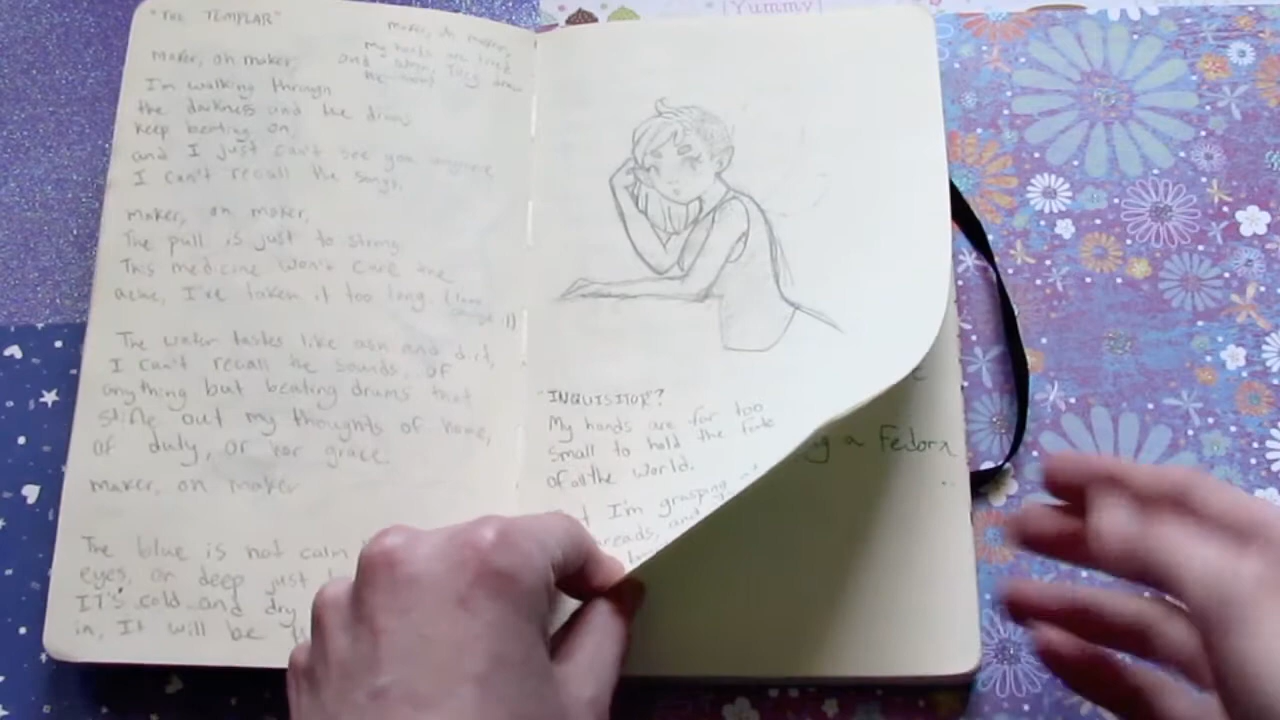 [Yummy]
"THE TEMPLAR"
maker, oh maker,
maker, oh maker,
my hands are
and when they are
I'm walking through
the darkness and the drums
keep beating on,
and I just can't see you anymore,
I can't recall the songs,
maker, oh maker,
The pull is just to strong.
This medicine won't cure the
ache, I've taken it too long.
The water tastes like ash and dirt,
I can't recall the sounds, of
anything but beating drums that
stifle out my thoughts of home,
of duty, or for grace.
maker, oh maker
The blue is not calm
eyes, or deep just
IT's cold and dry
in, It will be
"INQUISITOR"?
My hands are far too
small to hold the fate
of all the world.
I'm grasping at
threads, and
g a Fedora